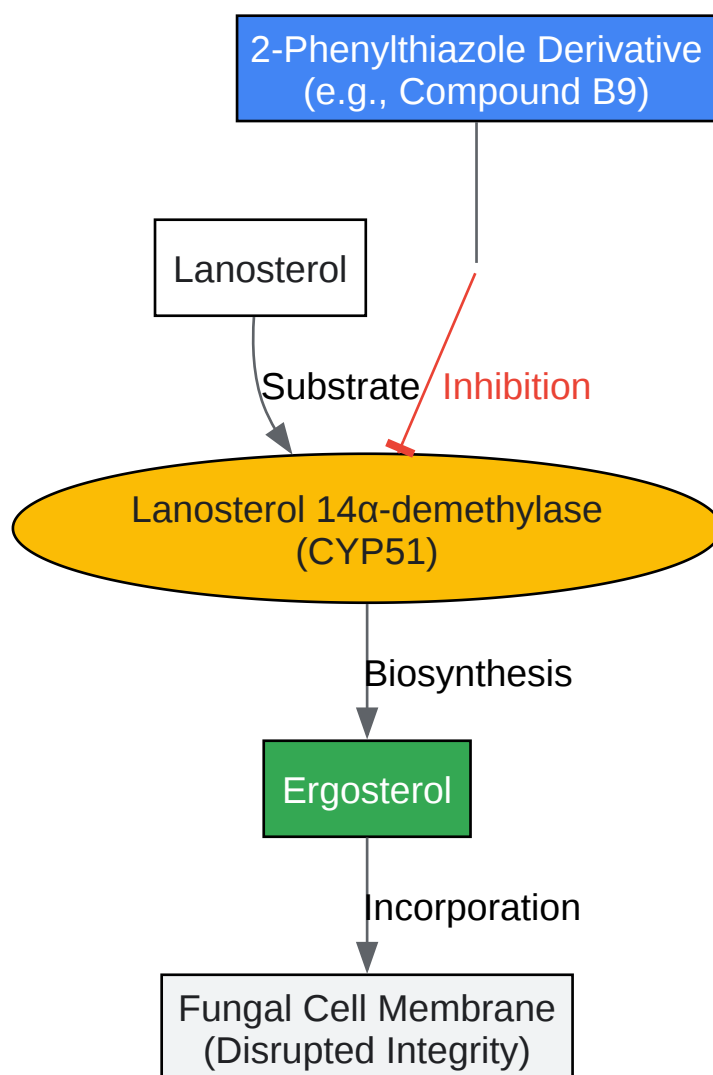 2-Phenylthiazole Derivative
(e.g., Compound B9)
Lanosterol
Substrate
Inhibition
Lanosterol 14α-demethylase
(CYP51)
Biosynthesis
Ergosterol
Incorporation
Fungal Cell Membrane
(Disrupted Integrity)